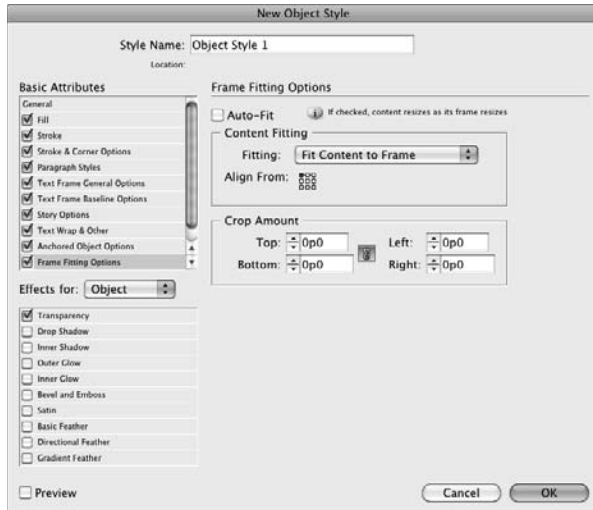 New Object Style
Style Name: Object Style 1
Location:
Basic Attributes
General
Fill
Stroke
Stroke & Corner Options
Paragraph Styles
Text Frame General Options
Text Frame Baseline Options
Story Options
Text Wrap & Other
Anchored Object Options
Frame Fitting Options
Effects for: Object
Transparency
Drop Shadow
Inner Shadow
Outer Glow
Inner Glow
Bevel and Emboss
Satin
Basic Feather
Directional Feather
Gradient Feather
Preview
Frame Fitting Options
Auto-Fit
If checked, content resizes as its frame resizes
Content Fitting
Fitting: Fit Content to Frame
Align From:
Crop Amount
Top: 0p0 Left: 0p0
Bottom: 0p0 Right: 0p0
Cancel OK